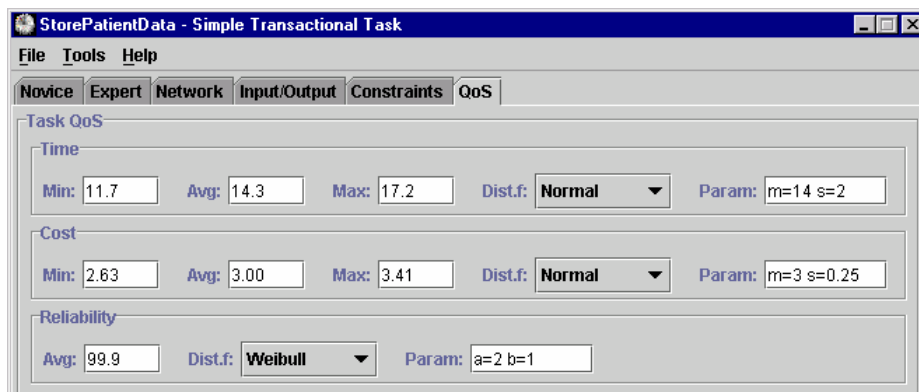 StorePatientData - Simple Transactional Task
File Tools Help
Novice Expert Network Input/Output Constraints QoS
Task QoS
Time
Min: 11.7 Avg: 14.3 Max: 17.2 Dist.f: Normal Param: m=14 s=2
Cost
Min: 2.63 Avg: 3.00 Max: 3.41 Dist.f: Normal Param: m=3 s=0.25
Reliability
Avg: 99.9 Dist.f: Weibull Param: a=2 b=1